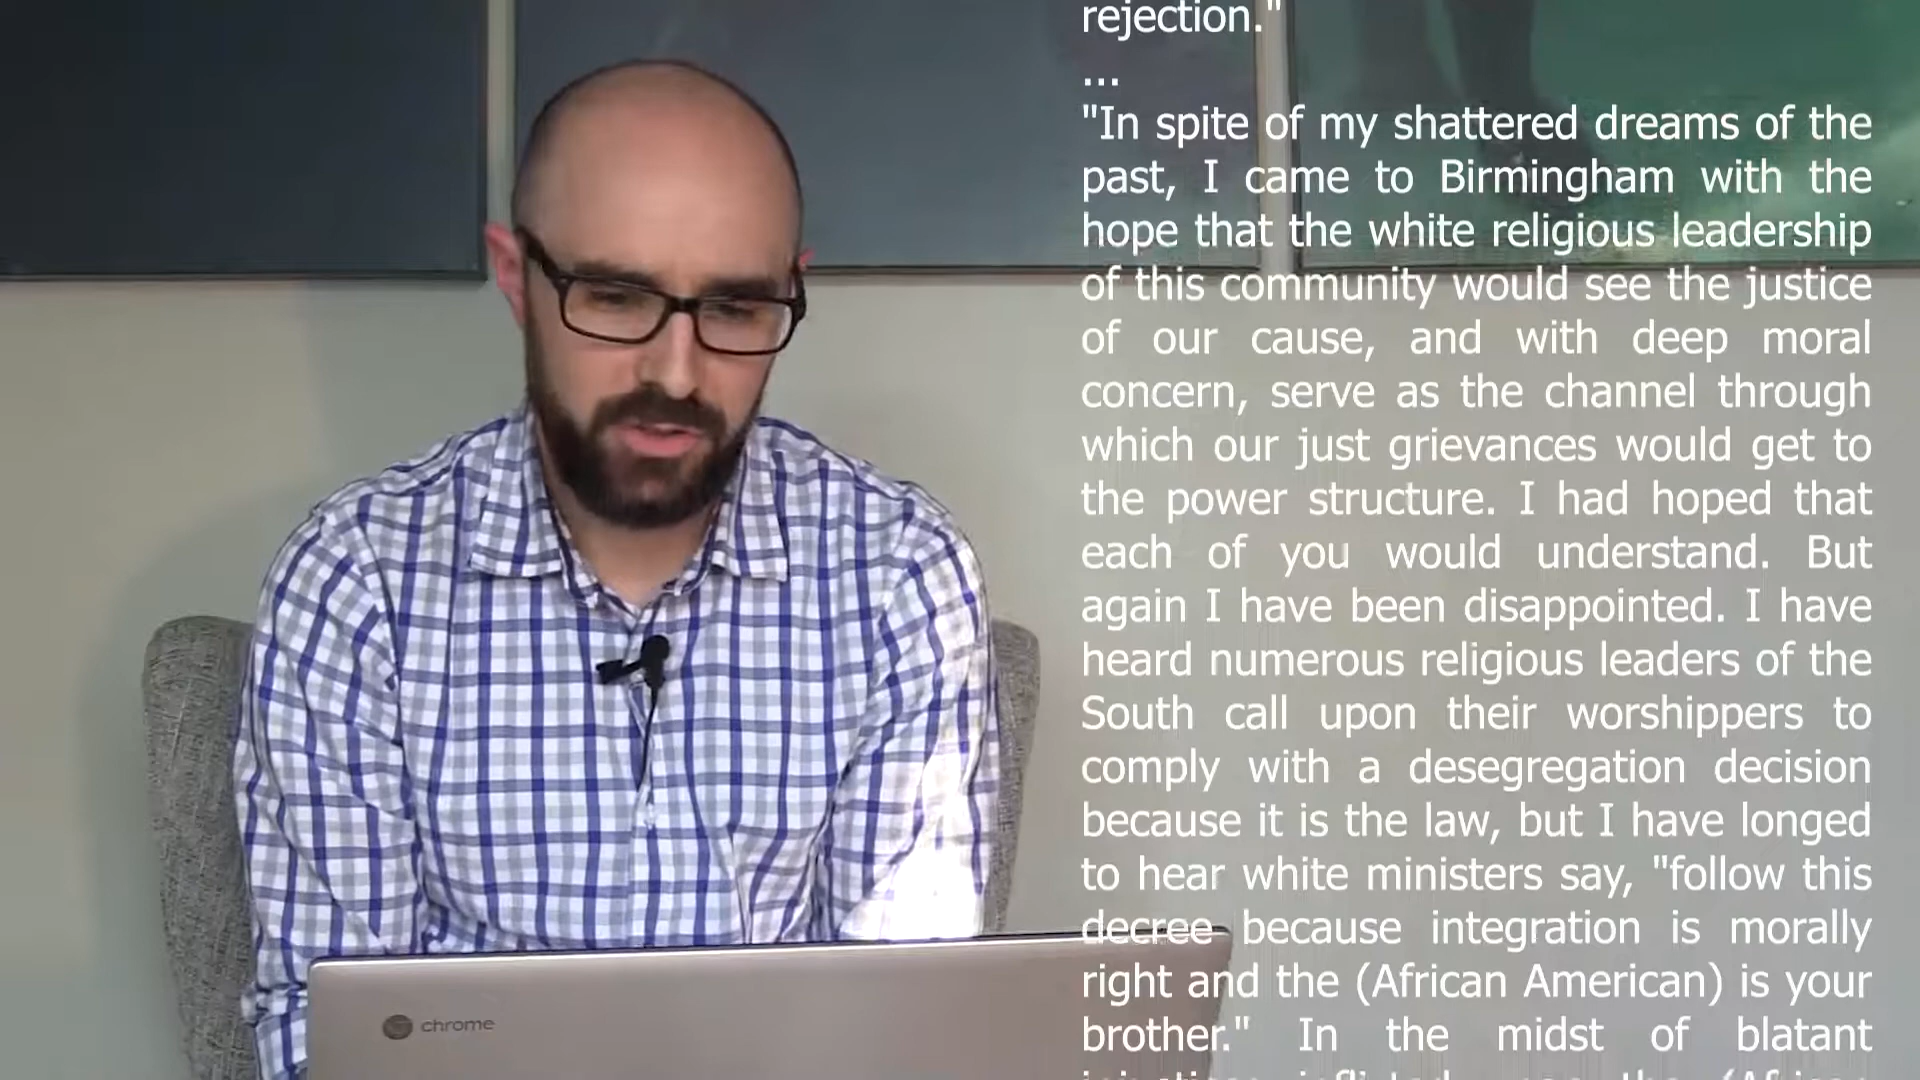 rejection."
...
"In spite of my shattered dreams of the
past, I came to Birmingham with the
hope that the white religious leadership
of this community would see the justice
of our cause, and with deep moral
concern, serve as the channel through
which our just grievances would get to
the power structure. I had hoped that
each of you would understand. But
again I have been disappointed. I have
heard numerous religious leaders of the
South call upon their worshippers to
comply with a desegregation decision
because it is the law, but I have longed
to hear white ministers say, "follow this
decree because integration is morally
right and the (African American) is your
brother." In the midst of blatant
chrome